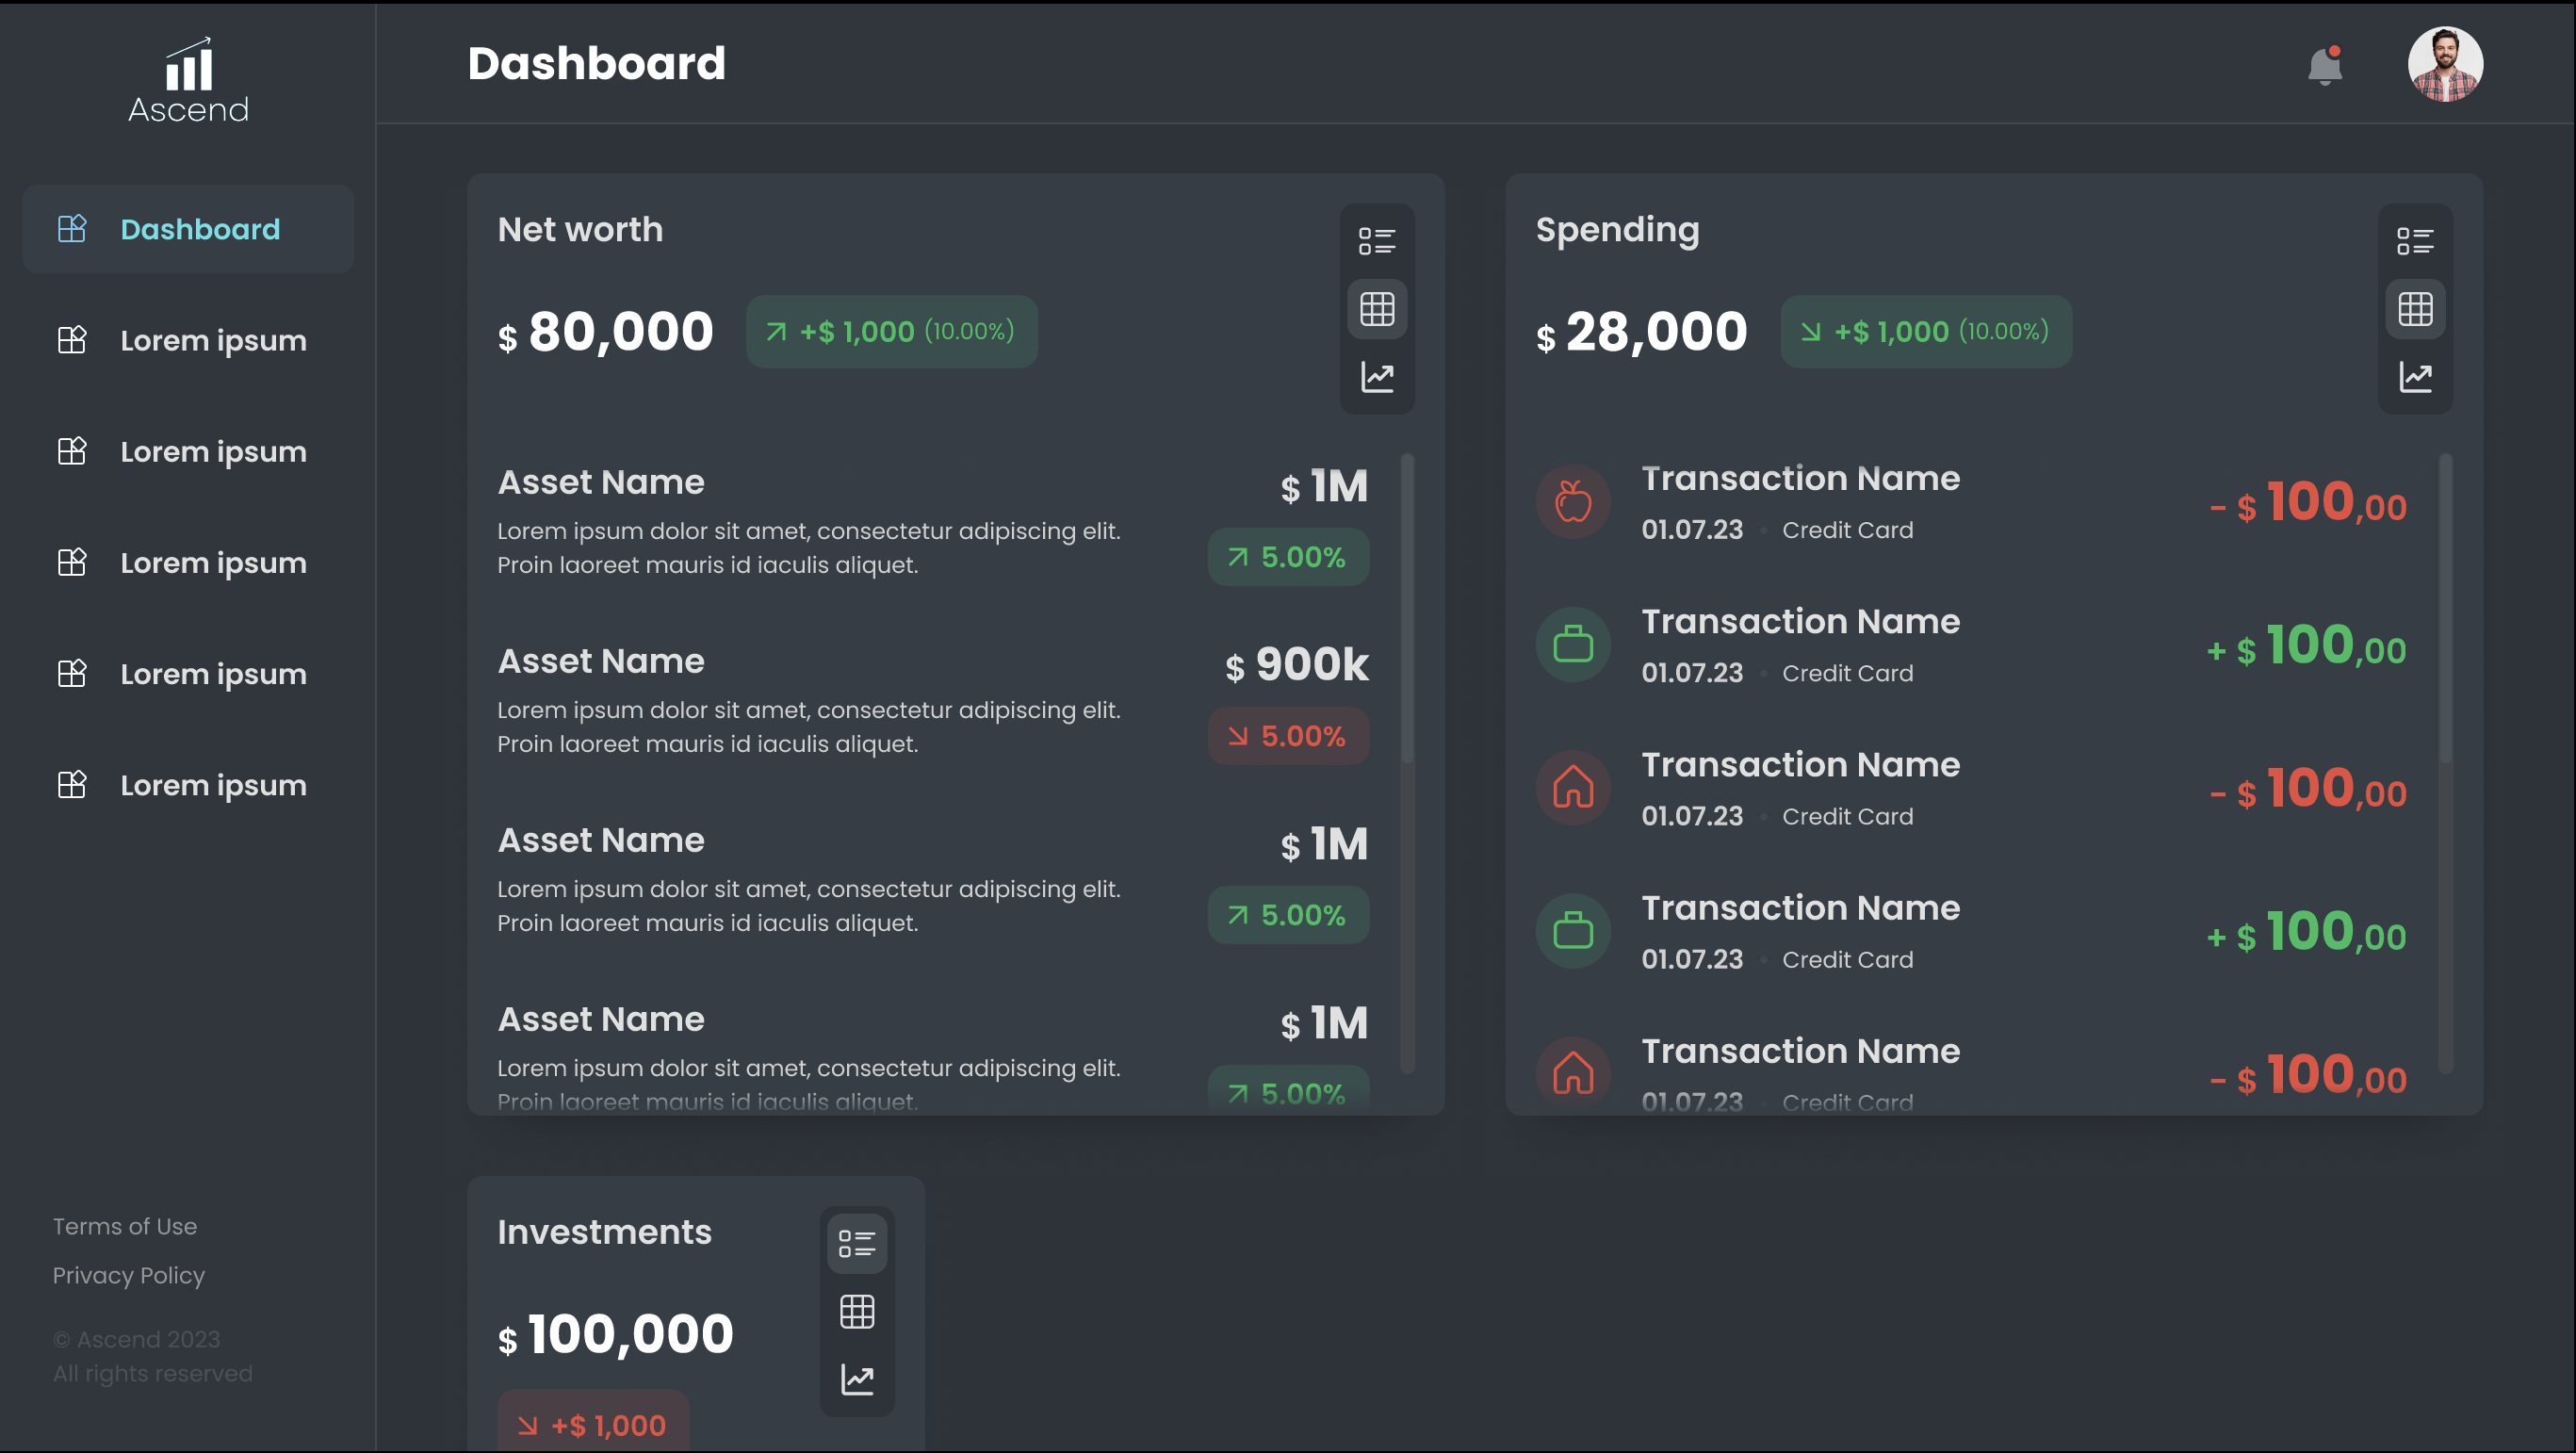 Ascend
Dashboard
Dashboard
Lorem ipsum
Lorem ipsum
Lorem ipsum
Lorem ipsum
Lorem ipsum
Terms of Use
Privacy Policy
© Ascend 2023
All rights reserved
Net worth
$ 80,000 +$ 1,000 (10.00%)
Asset Name $ 1M
Lorem ipsum dolor sit amet, consectetur adipiscing elit.
Proin laoreet mauris id iaculis aliquet.
5.00%
Asset Name $ 900k
Lorem ipsum dolor sit amet, consectetur adipiscing elit.
Proin laoreet mauris id iaculis aliquet.
5.00%
Asset Name $ 1M
Lorem ipsum dolor sit amet, consectetur adipiscing elit.
Proin laoreet mauris id iaculis aliquet.
5.00%
Asset Name $ 1M
Lorem ipsum dolor sit amet, consectetur adipiscing elit.
Proin laoreet mauris id iaculis aliquet.
5.00%
Spending
$ 28,000 +$ 1,000 (10.00%)
Transaction Name
01.07.23 • Credit Card
- $ 100,00
Transaction Name
01.07.23 • Credit Card
+ $ 100,00
Transaction Name
01.07.23 • Credit Card
- $ 100,00
Transaction Name
01.07.23 • Credit Card
+ $ 100,00
Transaction Name
01.07.23 • Credit Card
- $ 100,00
Investments
$ 100,000
+$ 1,000